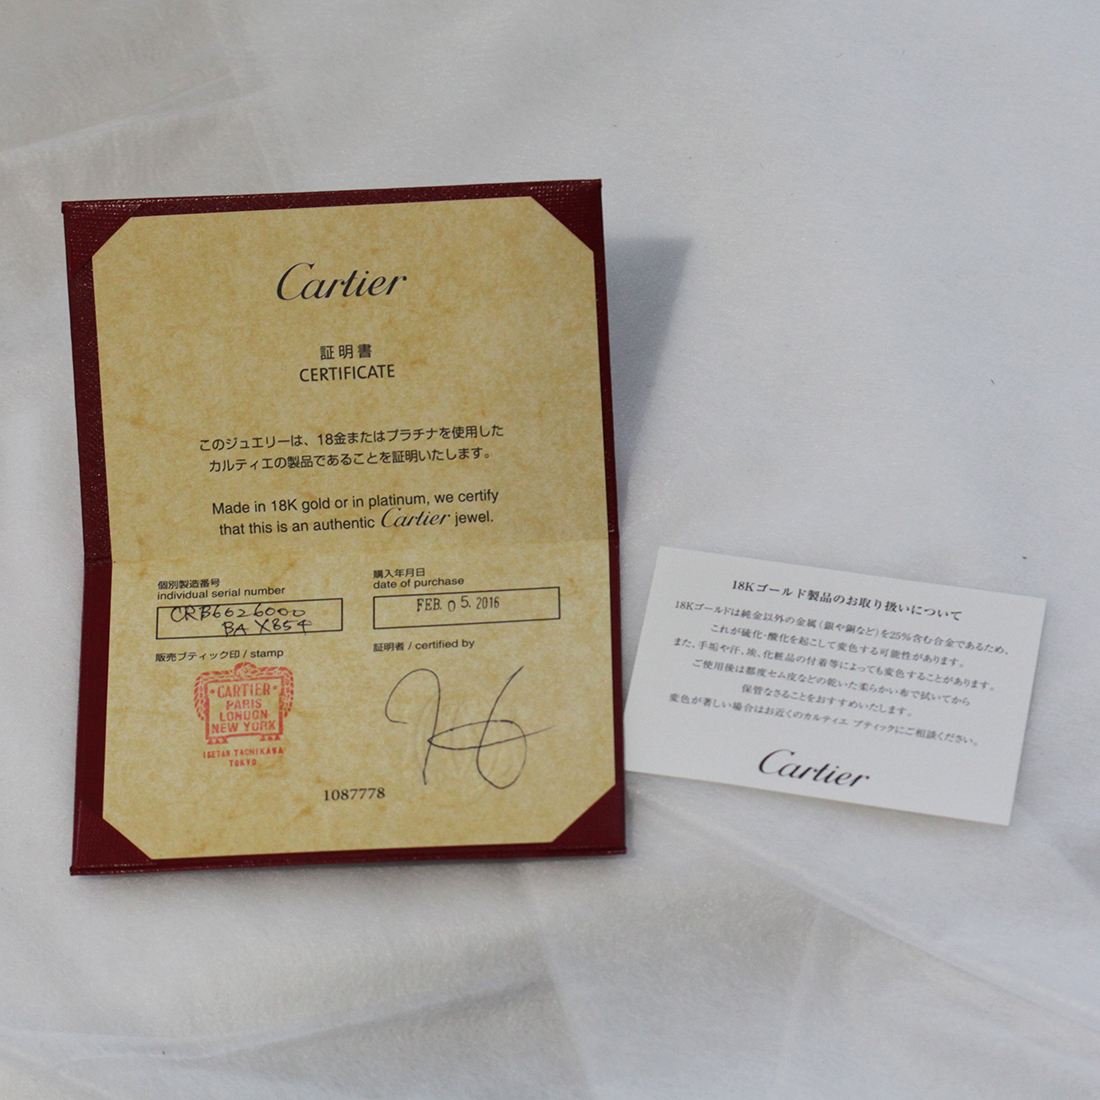 Cartier
証明書
CERTIFICATE
このジュエリーは、18金またはプラチナを使用した
カルティエの製品であることを証明いたします。
Made in 18K gold or in platinum, we certify
that this is an authentic Cartier jewel.
個別製造番号
individual serial number
CRB6026000
BA X854
購入年月日
date of purchase
FEB. 05. 2016
販売ブティック印 / stamp
CARTIER
PARIS
LONDON
NEW YORK
ISETAN TACHIKAWA
TOKYO
証明者 / certified by
1087778
18Kゴールド製品のお取り扱いについて
18Kゴールドは純金以外の金属(銀や銅など)を25%含む合金であるため、
これが硫化・酸化を起こして変色する可能性があります。
また、手垢や汗、埃、化粧品の付着等によっても変色することがあります。
ご使用後は都度セム皮などの乾いた柔らかい布で拭いてから
保管なさることをおすすめいたします。
変色が著しい場合はお近くのカルティエ ブティックにご相談ください。
Cartier